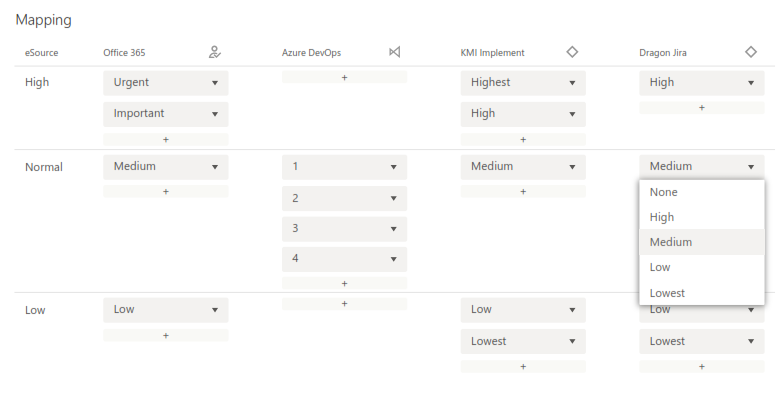 Mapping
eSource Office 365 Azure DevOps KMI Implement Dragon Jira
High Urgent + Highest High
Important High +
+ +
Normal Medium 1 Medium Medium
+ 2 + None
High
3
Medium
4
Low
+
Lowest
Low Low + Low Low
+ Lowest Lowest
+ +